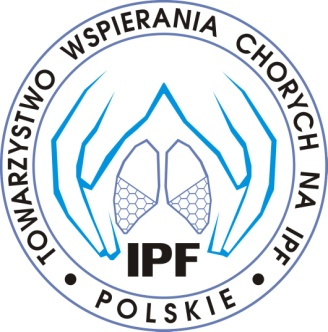 TOWARZYSTWO WSPIERANIA CHORYCH NA IPF
IPF
• POLSKIE •